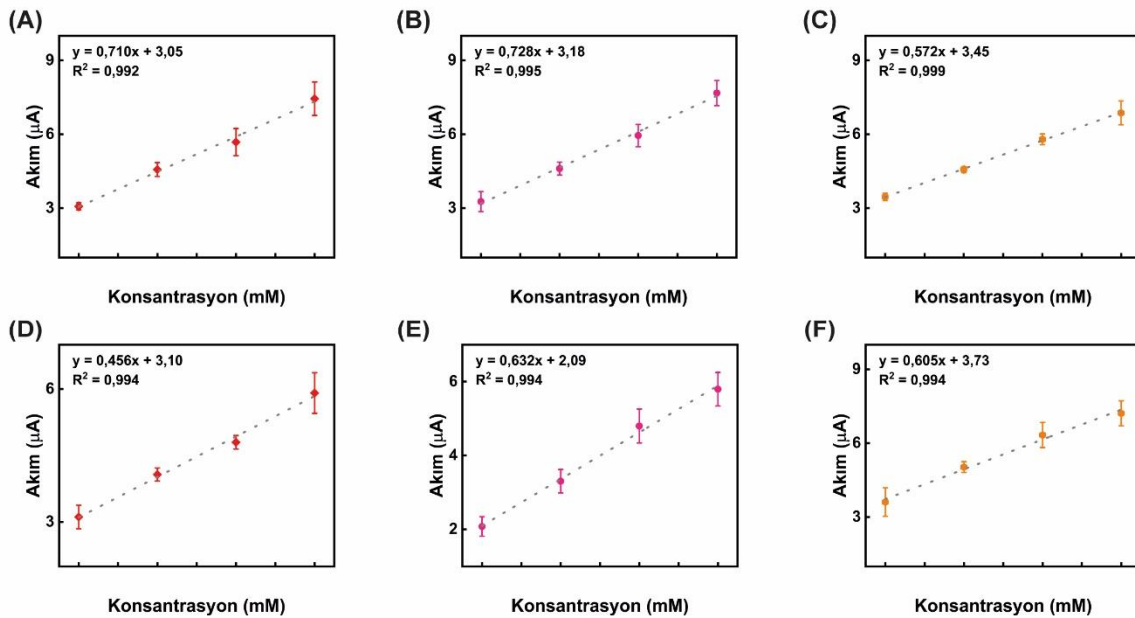 (A)
y = 0,710x + 3,05
R² = 0,992
9
6
3
Akım (μA)
Konsantrasyon (mM)
(B)
y = 0,728x + 3,18
R² = 0,995
9
6
3
Akım (μA)
Konsantrasyon (mM)
(C)
y = 0,572x + 3,45
R² = 0,999
9
6
3
Akım (μA)
Konsantrasyon (mM)
(D)
y = 0,456x + 3,10
R² = 0,994
6
3
Akım (μA)
Konsantrasyon (mM)
(E)
y = 0,632x + 2,09
R² = 0,994
6
4
2
Akım (μA)
Konsantrasyon (mM)
(F)
y = 0,605x + 3,73
R² = 0,994
9
6
3
Akım (μA)
Konsantrasyon (mM)